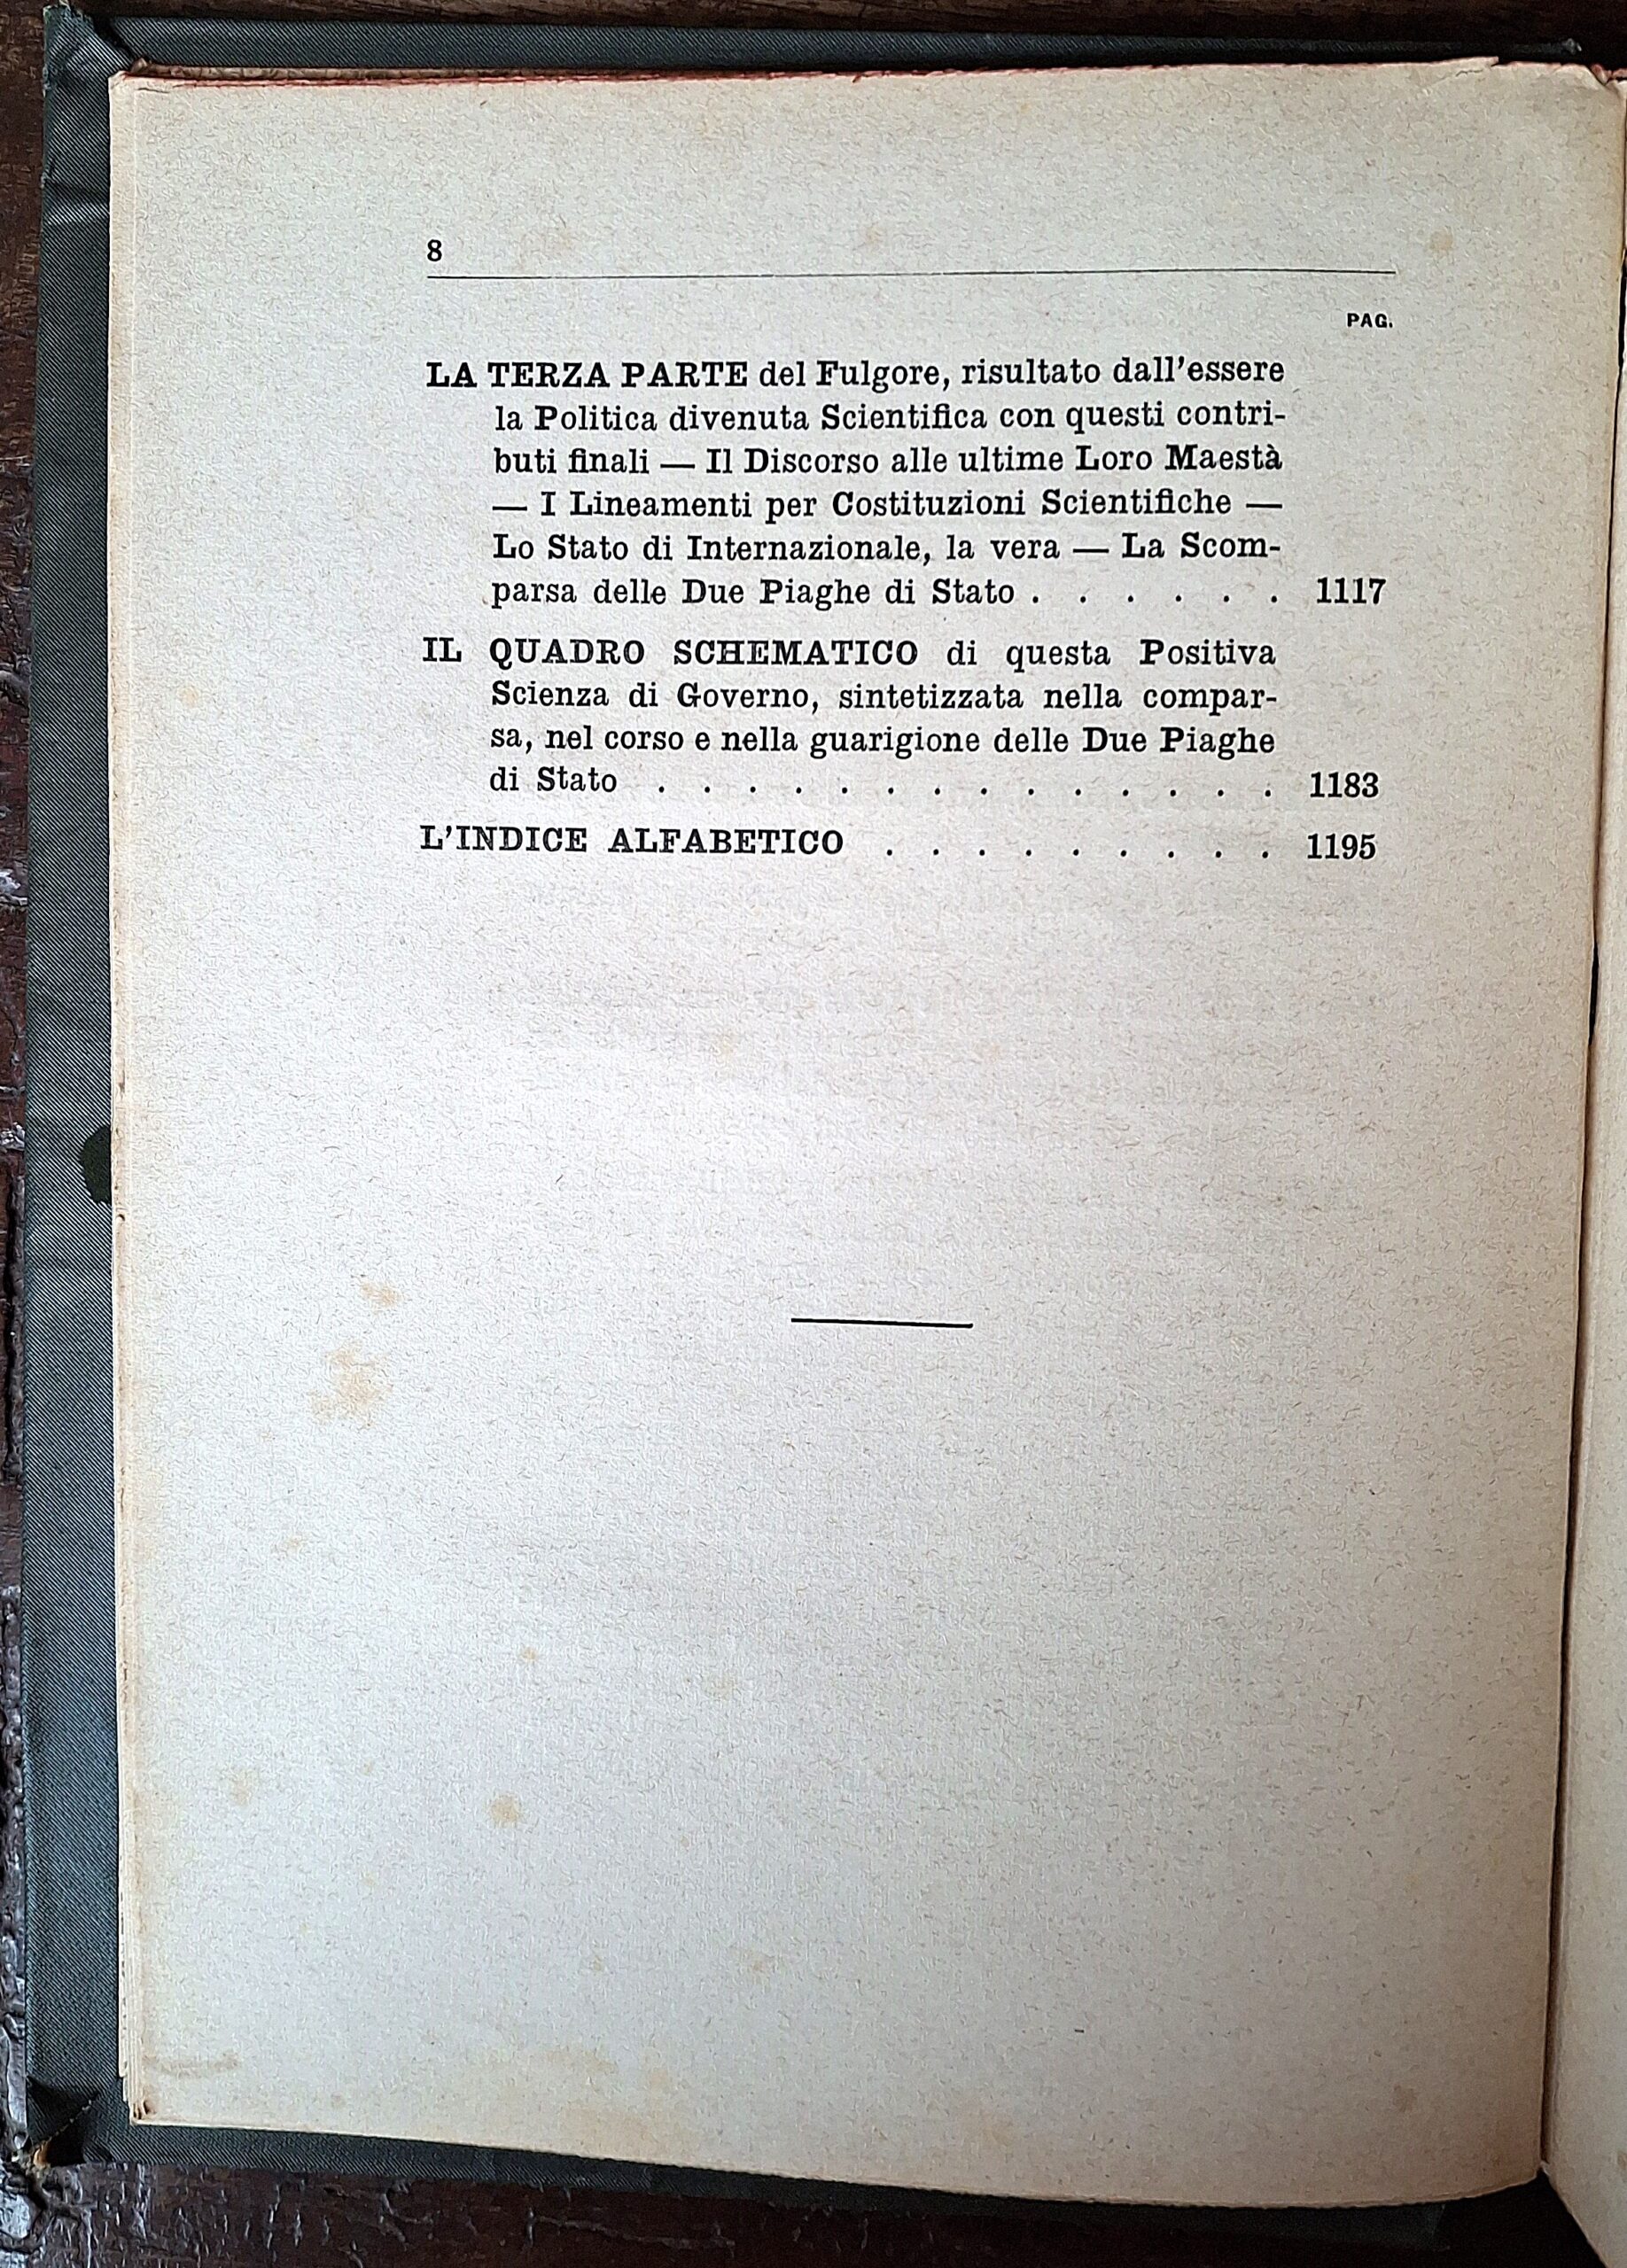 8
PAG.
LA TERZA PARTE del Fulgore, risultato dall'essere
la Politica divenuta Scientifica con questi contri-
buti finali — Il Discorso alle ultime Loro Maestà
— I Lineamenti per Costituzioni Scientifiche —
Lo Stato di Internazionale, la vera — La Scom-
parsa delle Due Piaghe di Stato . . . . . . 1117
IL QUADRO SCHEMATICO di questa Positiva
Scienza di Governo, sintetizzata nella compar-
sa, nel corso e nella guarigione delle Due Piaghe
di Stato . . . . . . . . . . . . . . 1183
L'INDICE ALFABETICO . . . . . . . . . 1195